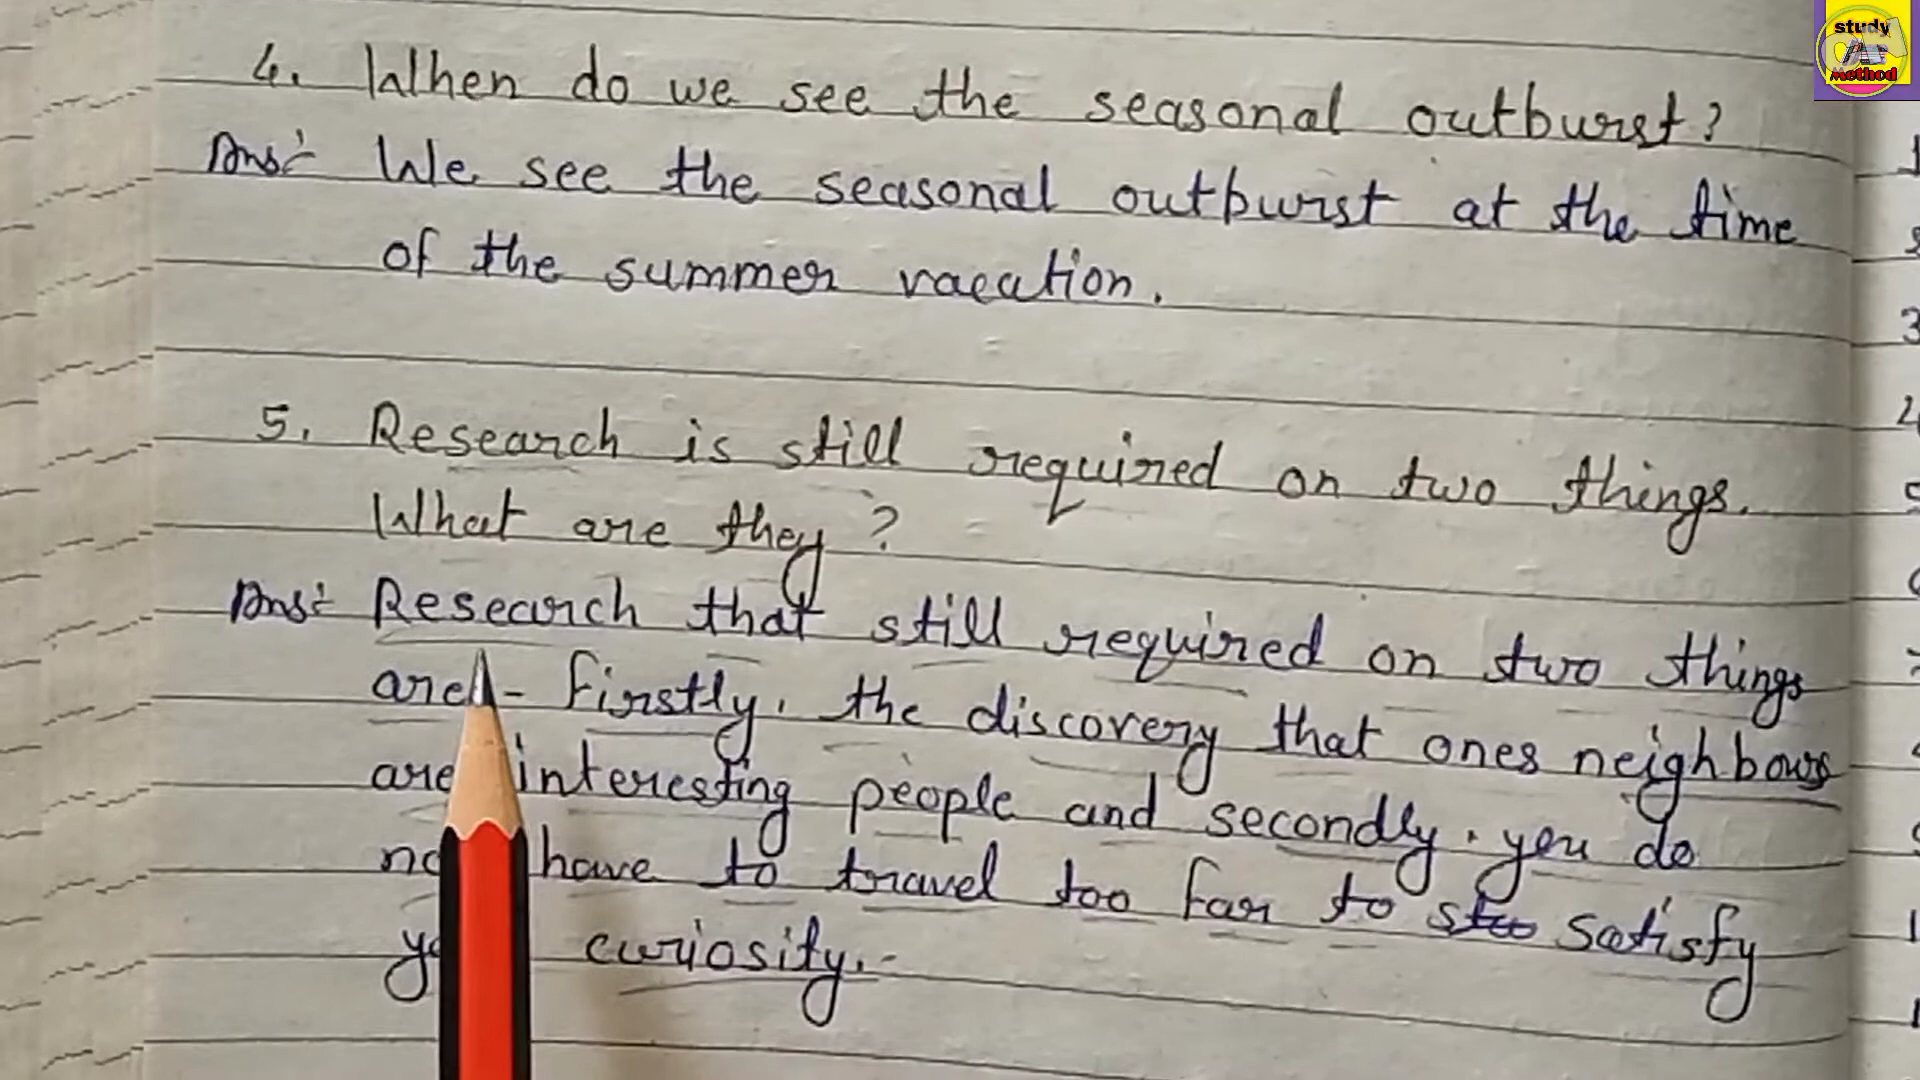 study
Method
4. When do we see the seasonal outburst?
Ans:- We see the seasonal outburst at the time
of the summer vacation.
5. Research is still required on two things.
What are they?
Ans:- Research that still required on two things
are - Firstly, the discovery that ones neighbours
are interesting people and secondly, you do
have to travel too far to satisfy
curiosity.